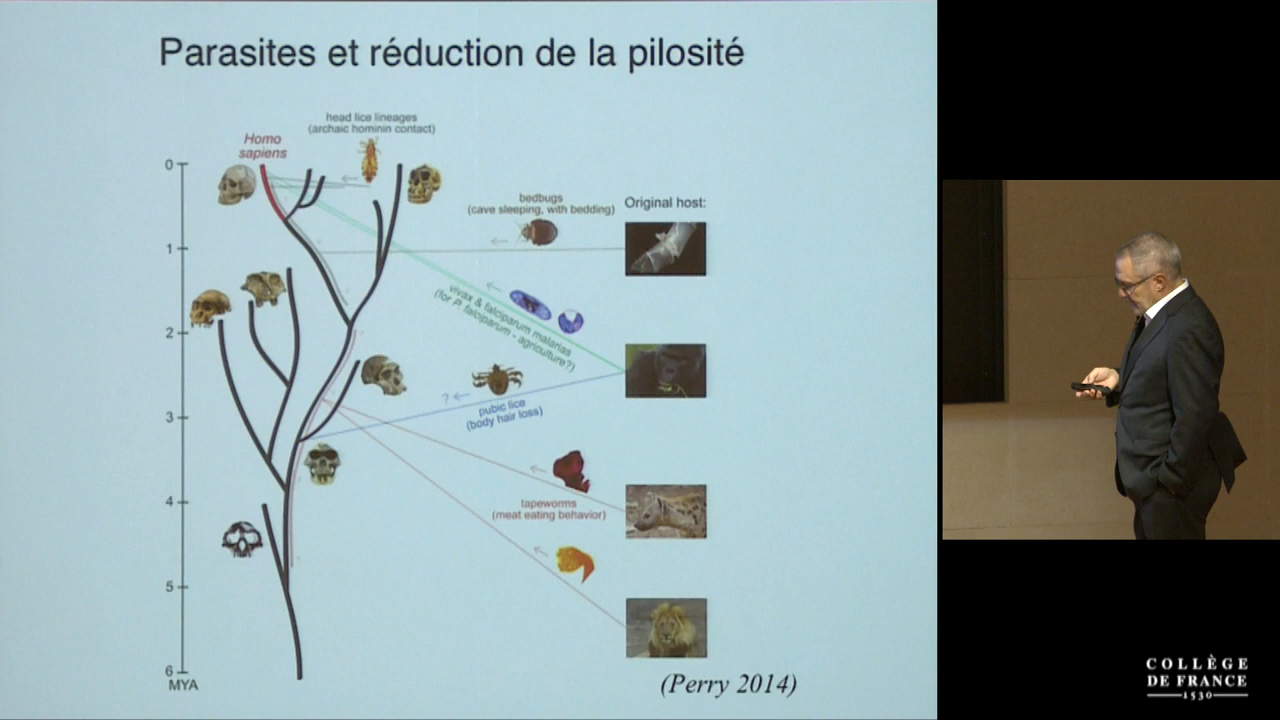 Parasites et réduction de la pilosité
head lice lineages
(archaic hominin contact)
Homo
sapiens
0
bedbugs
(cave sleeping, with bedding)
Original host:
1
vivax & falciparum malarias
(for P. falciparum - agriculture?)
2
?
pubic lice
(body hair loss)
3
4
tapeworms
(meat eating behavior)
5
6
MYA
(Perry 2014)
COLLÈGE
DE FRANCE
1530